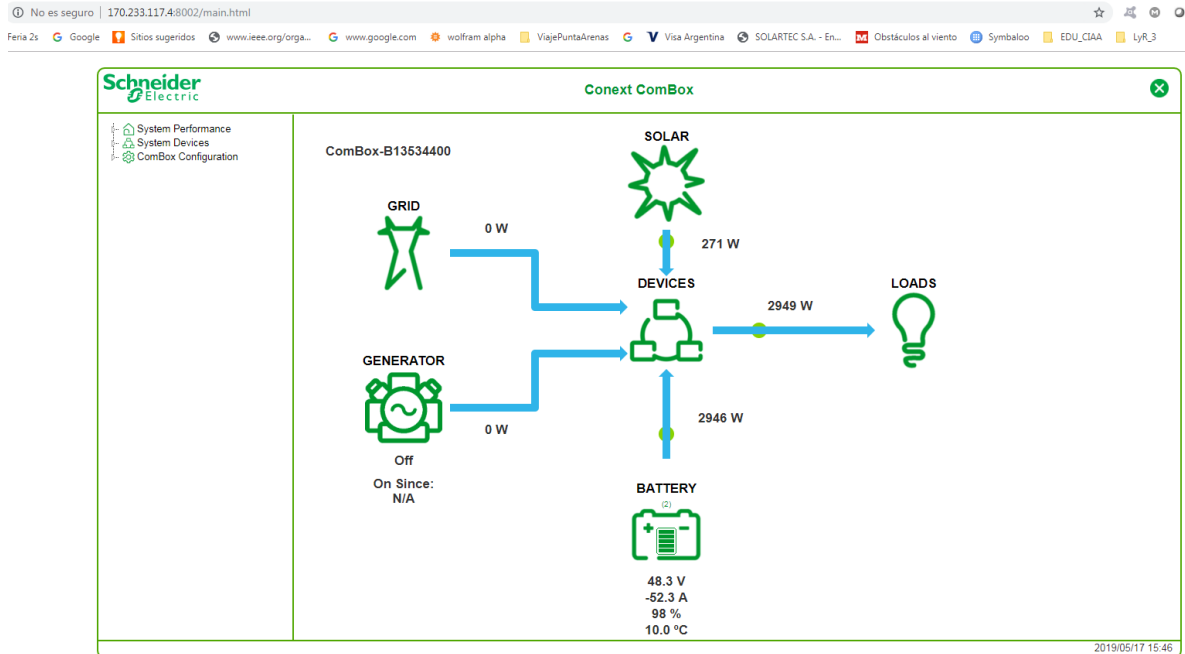 No es seguro | 170.233.117.4:8002/main.html
Feria 2s Google Sitios sugeridos www.ieee.org/orga... www.google.com wolfram alpha ViajePuntaArenas Visa Argentina SOLARTEC S.A. - En... Obstáculos al viento Symbaloo EDU_CIAA LyR_3
Schneider
Electric
Conext ComBox
System Performance
System Devices
ComBox Configuration
ComBox-B13534400
SOLAR
271 W
GRID
0 W
DEVICES
2949 W
LOADS
GENERATOR
0 W
Off
On Since:
N/A
2946 W
BATTERY
(2)
48.3 V
-52.3 A
98 %
10.0 ºC
2019/05/17 15:46